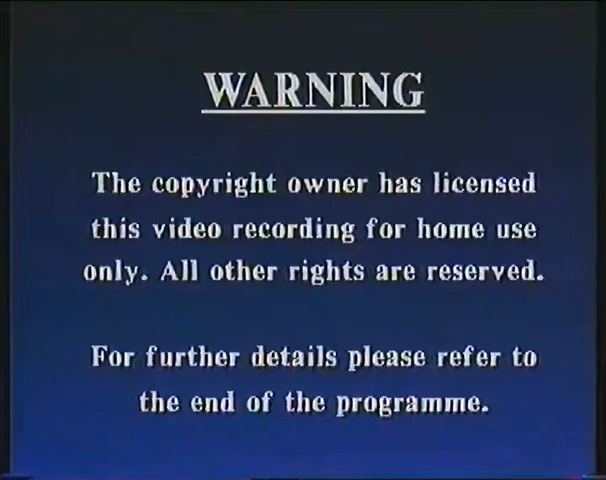 WARNING
The copyright owner has licensed
this video recording for home use
only. All other rights are reserved.
For further details please refer to
the end of the programme.